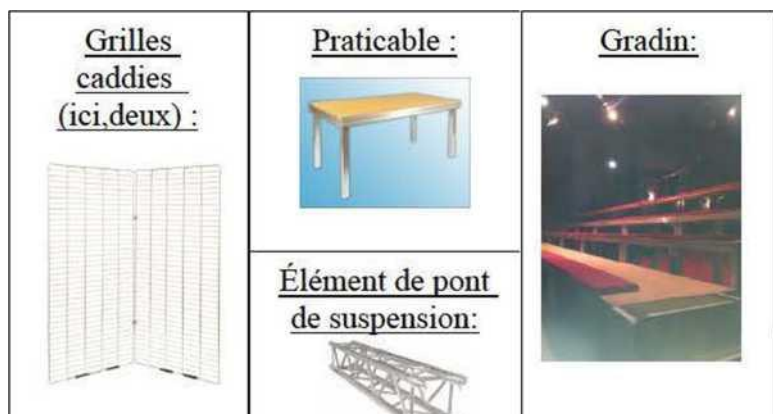 Grilles
caddies
(ici,deux) :
Praticable :
Élément de pont
de suspension:
Gradin: